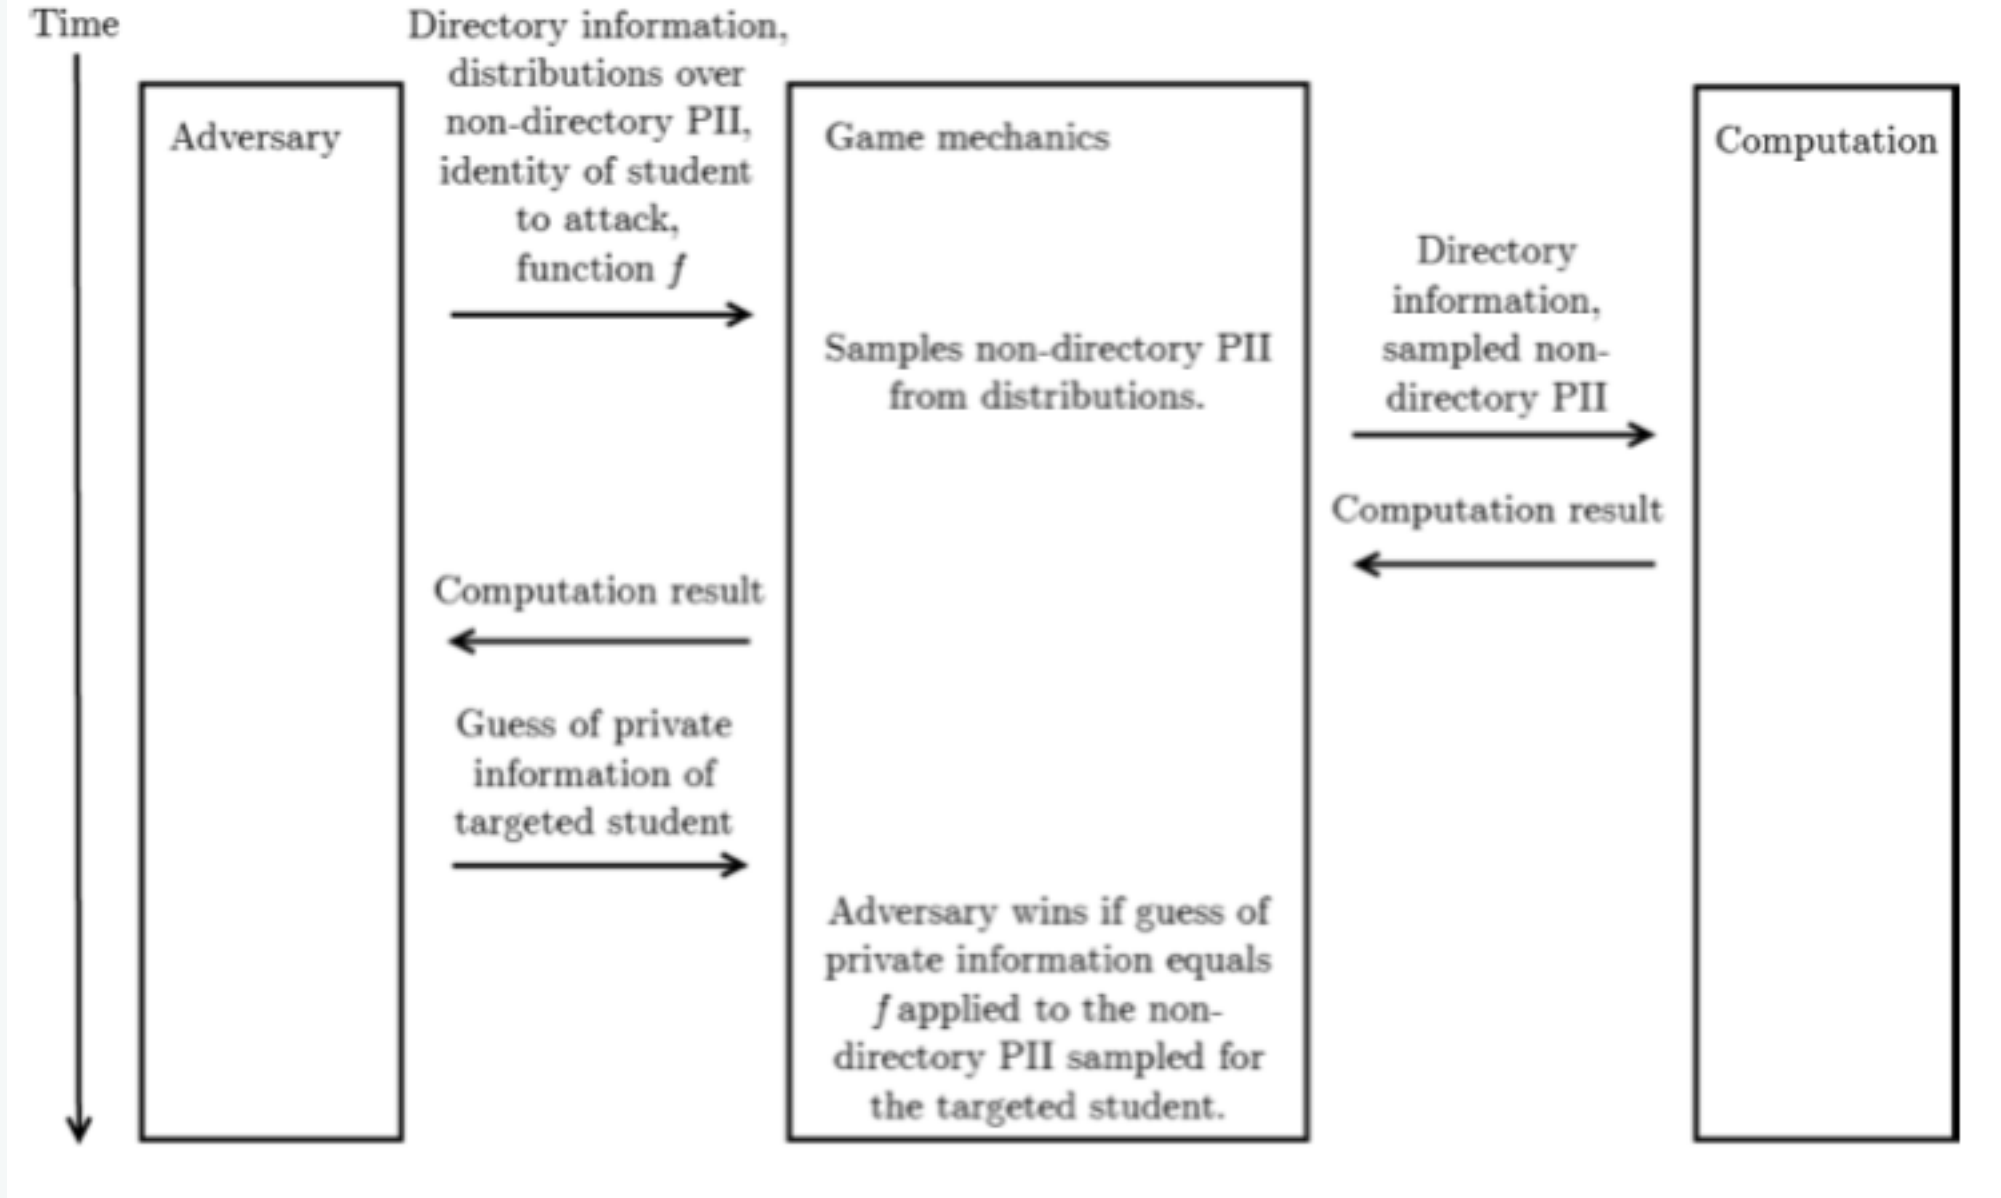 Time
Directory information,
distributions over
non-directory PII,
identity of student
to attack,
function f
Adversary
Game mechanics
Computation
Directory
information,
sampled non-
directory PII
Samples non-directory PII
from distributions.
Computation result
Computation result
Guess of private
information of
targeted student
Adversary wins if guess of
private information equals
f applied to the non-
directory PII sampled for
the targeted student.